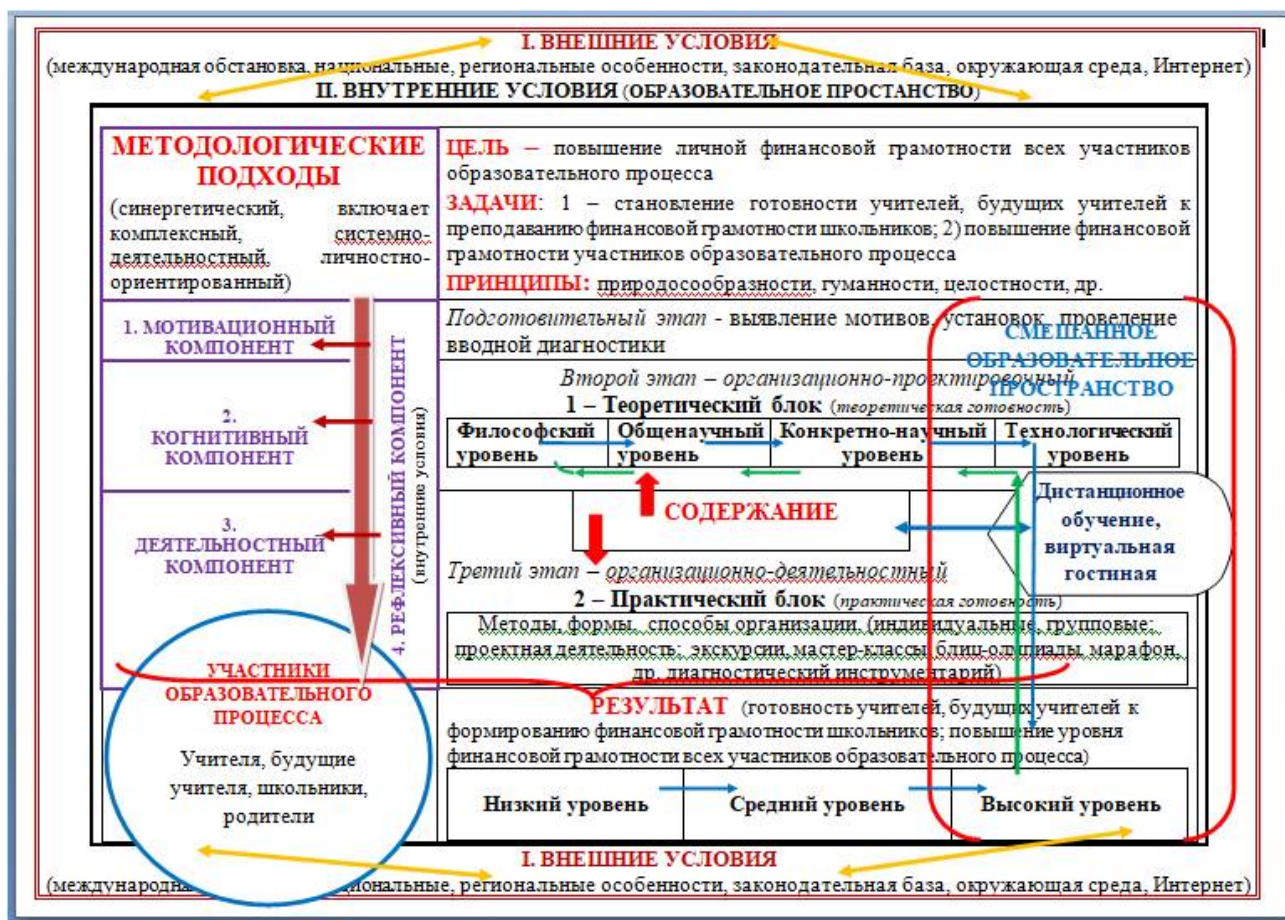 I. ВНЕШНИЕ УСЛОВИЯ
(международная обстановка, национальные, региональные особенности, законодательная база, окружающая среда, Интернет)
II. ВНУТРЕННИЕ УСЛОВИЯ (ОБРАЗОВАТЕЛЬНОЕ ПРОСТАНСТВО)
МЕТОДОЛОГИЧЕСКИЕ
ПОДХОДЫ
(синергетический, включает
комплексный, системно-
деятельностный, личностно-
ориентированный)
ЦЕЛЬ – повышение личной финансовой грамотности всех участников
образовательного процесса
ЗАДАЧИ: 1 – становление готовности учителей, будущих учителей к
преподаванию финансовой грамотности школьников; 2) повышение финансовой
грамотности участников образовательного процесса
ПРИНЦИПЫ: природосообразности, гуманности, целостности, др.
1. МОТИВАЦИОННЫЙ
КОМПОНЕНТ
2.
КОГНИТИВНЫЙ
КОМПОНЕНТ
3.
ДЕЯТЕЛЬНОСТНЫЙ
КОМПОНЕНТ
4. РЕФЛЕКСИВНЫЙ КОМПОНЕНТ
(внутренние условия)
Подготовительный этап - выявление мотивов, установок, проведение
вводной диагностики
СМЕШАННОЕ
ОБРАЗОВАТЕЛЬНОЕ
ПРОСТРАНСТВО
Второй этап – организационно-проектировочный
1 – Теоретический блок (теоретическая готовность)
Философский уровень
Общенаучный уровень
Конкретно-научный уровень
Технологический уровень
СОДЕРЖАНИЕ
Дистанционное
обучение,
виртуальная
гостиная
Третий этап – организационно-деятельностный
2 – Практический блок (практическая готовность)
Методы, формы, способы организации, (индивидуальные, групповые;
проектная деятельность; экскурсии, мастер-классы, блиц-олмпиады, марафон,
др. диагностический инструментарий)
УЧАСТНИКИ
ОБРАЗОВАТЕЛЬНОГО
ПРОЦЕССА
Учителя, будущие
учителя, школьники,
родители
РЕЗУЛЬТАТ (готовность учителей, будущих учителей к
формированию финансовой грамотности школьников; повышение уровня
финансовой грамотности всех участников образовательного процесса)
Низкий уровень
Средний уровень
Высокий уровень
I. ВНЕШНИЕ УСЛОВИЯ
региональные особенности, законодательная база, окружающая среда, Интернет)